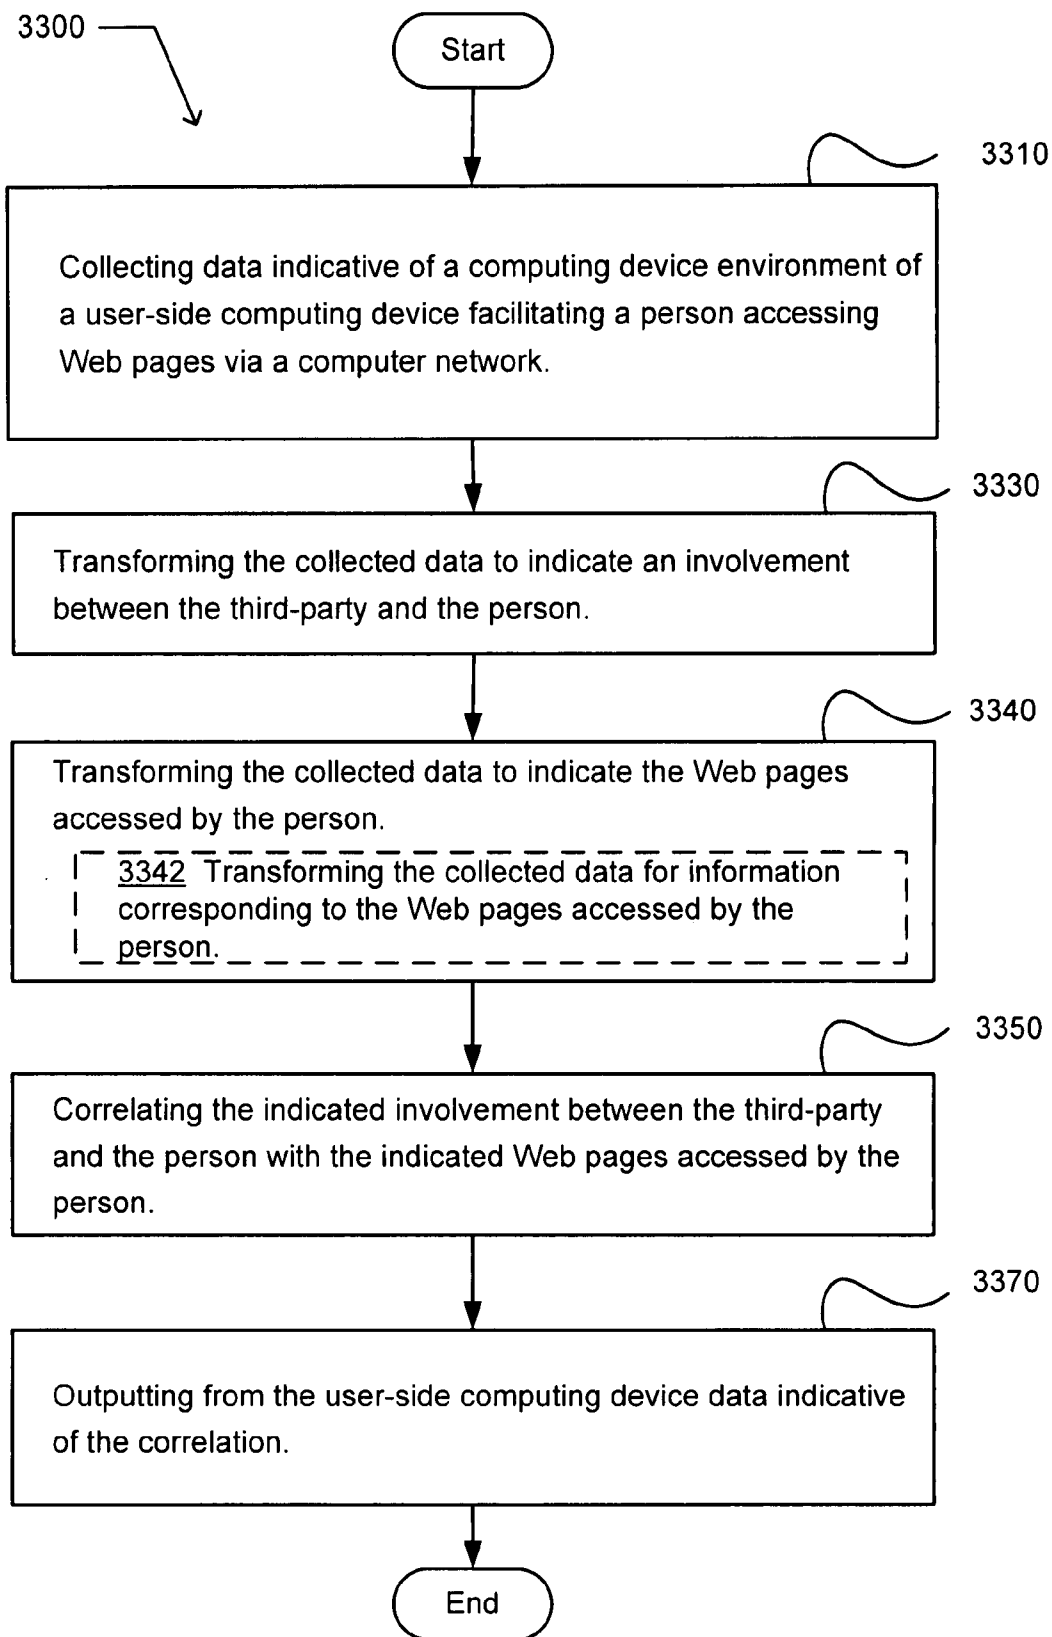 3300
Start
3310
Collecting data indicative of a computing device environment of
a user-side computing device facilitating a person accessing
Web pages via a computer network.
3330
Transforming the collected data to indicate an involvement
between the third-party and the person.
3340
Transforming the collected data to indicate the Web pages
accessed by the person.
3342 Transforming the collected data for information
corresponding to the Web pages accessed by the
person.
3350
Correlating the indicated involvement between the third-party
and the person with the indicated Web pages accessed by the
person.
3370
Outputting from the user-side computing device data indicative
of the correlation.
End